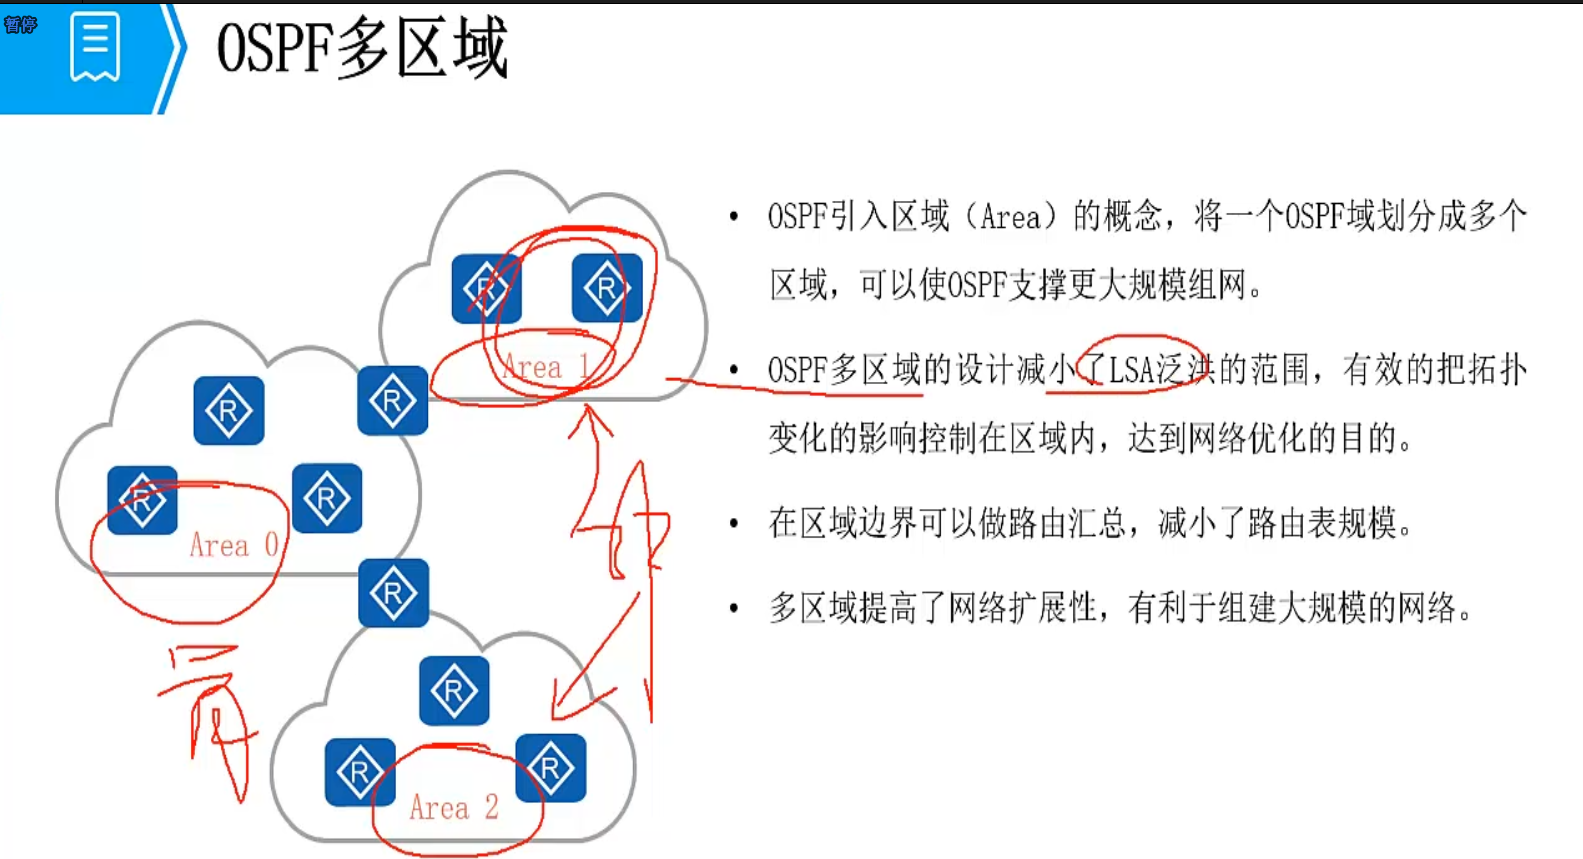 暂停
OSPF多区域
• OSPF引入区域（Area）的概念，将一个OSPF域划分成多个
区域，可以使OSPF支撑更大规模组网。
• OSPF多区域的设计减小了LSA泛洪的范围，有效的把拓扑
变化的影响控制在区域内，达到网络优化的目的。
• 在区域边界可以做路由汇总，减小了路由表规模。
• 多区域提高了网络扩展性，有利于组建大规模的网络。
R
R
Area 1
R
R
R
R
Area 0
R
R
R
R
Area 2